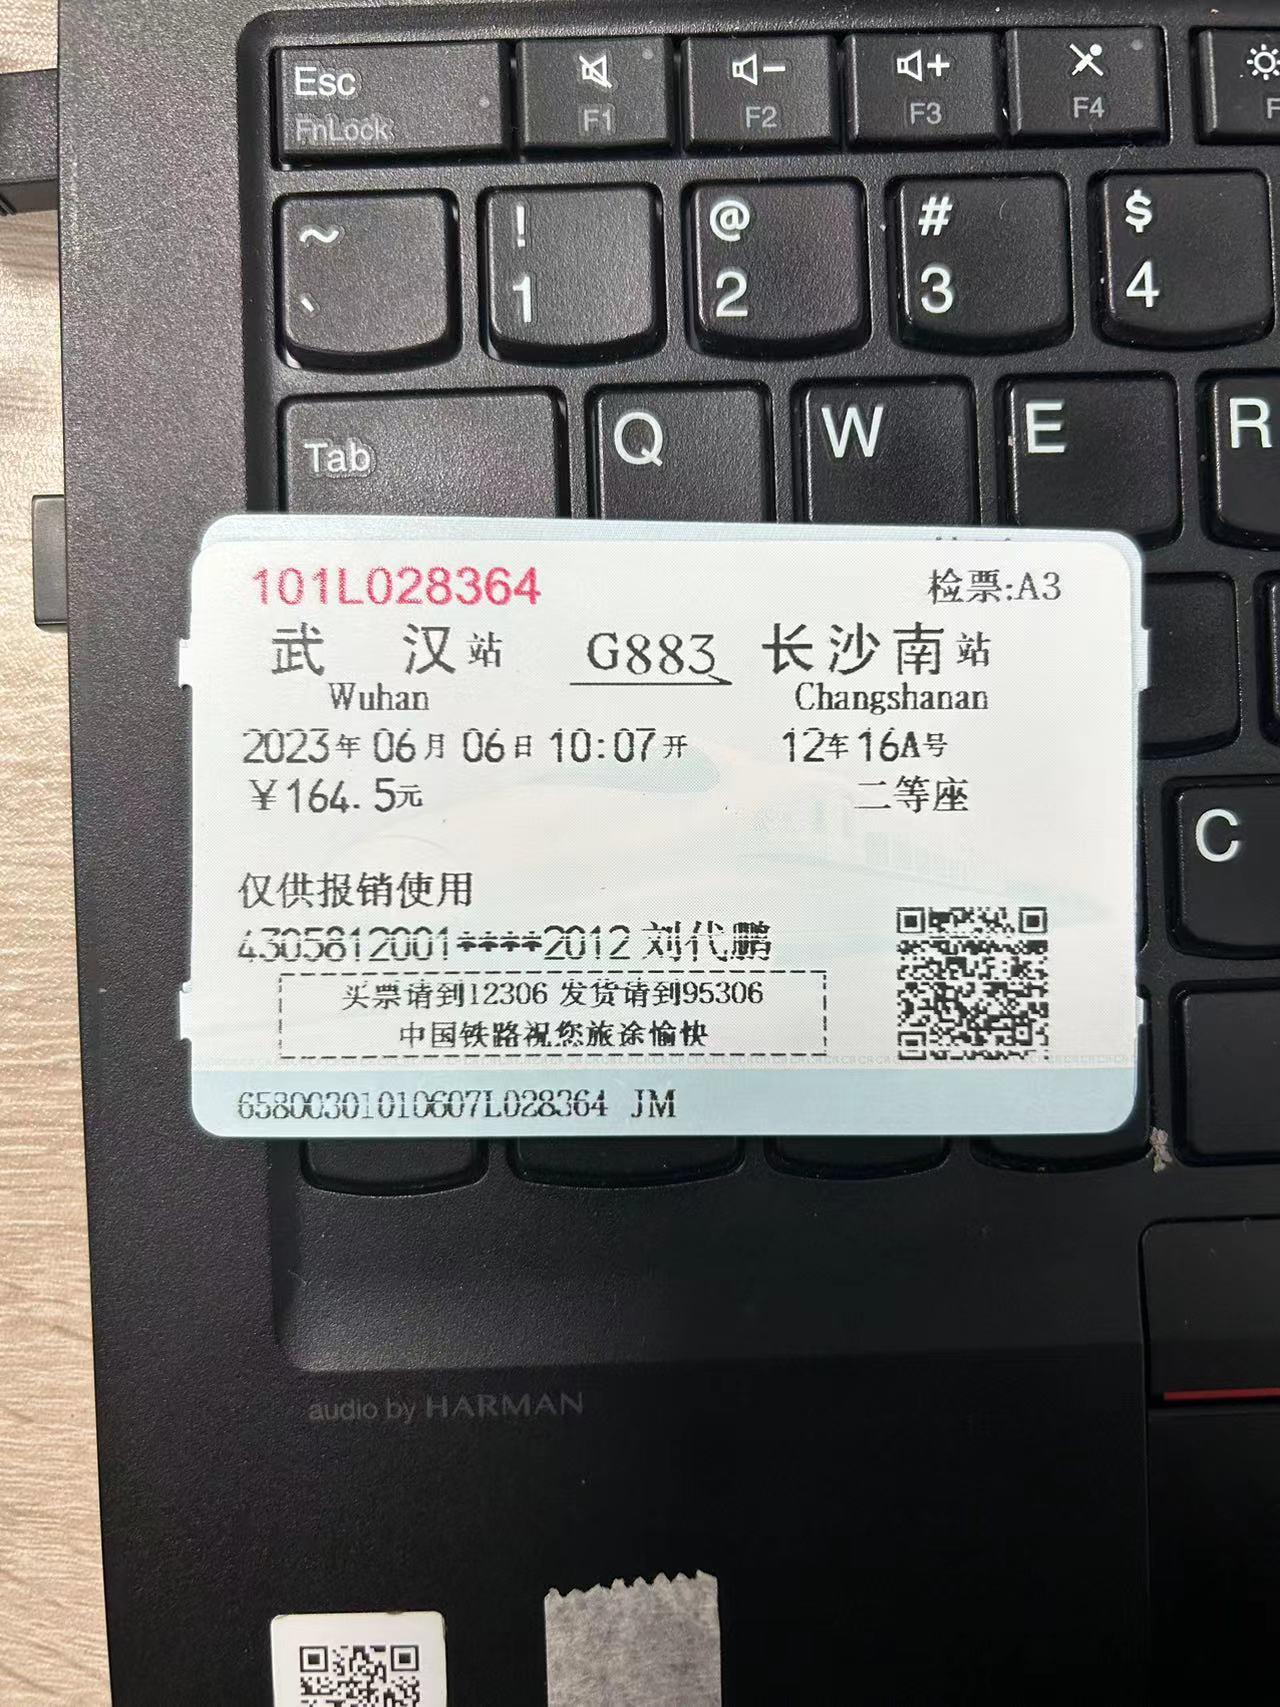 Esc
FnLock
F1
F2
F3
F4
F
~
`
!
1
@
2
#
3
$
4
Tab
Q
W
E
R
101L028364
检票:A3
武汉站 G883 长沙南站
Wuhan Changshanan
2023年06月06日10:07开 12车16A号
￥164.5元 二等座
仅供报销使用
4305812001****2012 刘代鹏
买票请到12306 发货请到95306
中国铁路祝您旅途愉快
65800301010607L028364 JM
C
audio by HARMAN